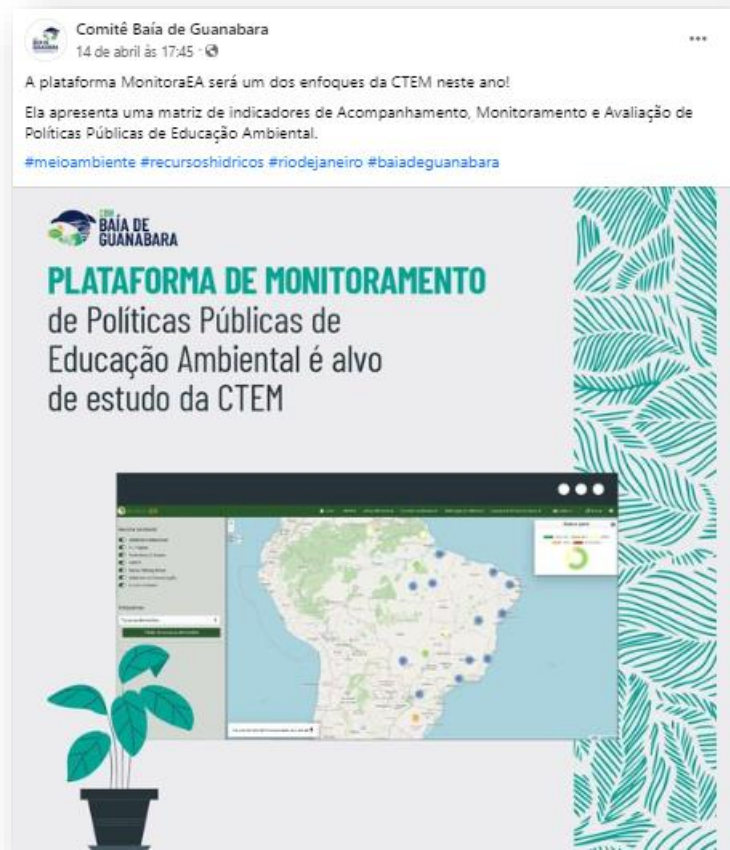 Comitê Baía de Guanabara
14 de abril às 17:45 ·
A plataforma MonitoraEA será um dos enfoques da CTEM neste ano!
Ela apresenta uma matriz de indicadores de Acompanhamento, Monitoramento e Avaliação de
Políticas Públicas de Educação Ambiental.
#meioambiente #recursoshidricos #riodejaneiro #baiadeguanabara
BAÍA DE
GUANABARA
PLATAFORMA DE MONITORAMENTO
de Políticas Públicas de
Educação Ambiental é alvo
de estudo da CTEM